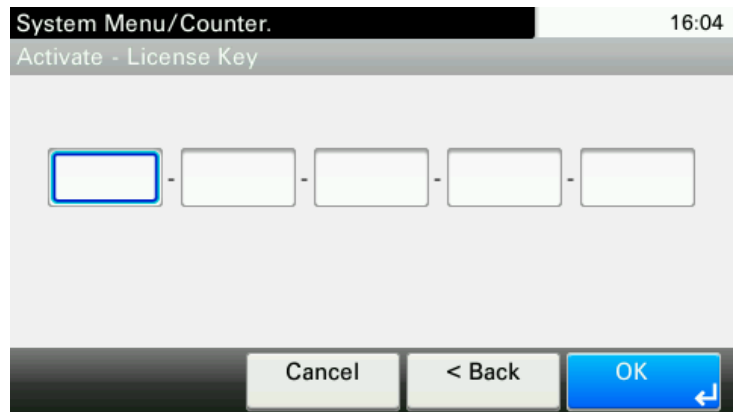 System Menu/Counter. 16:04
Activate - License Key
- - - -
Cancel < Back OK